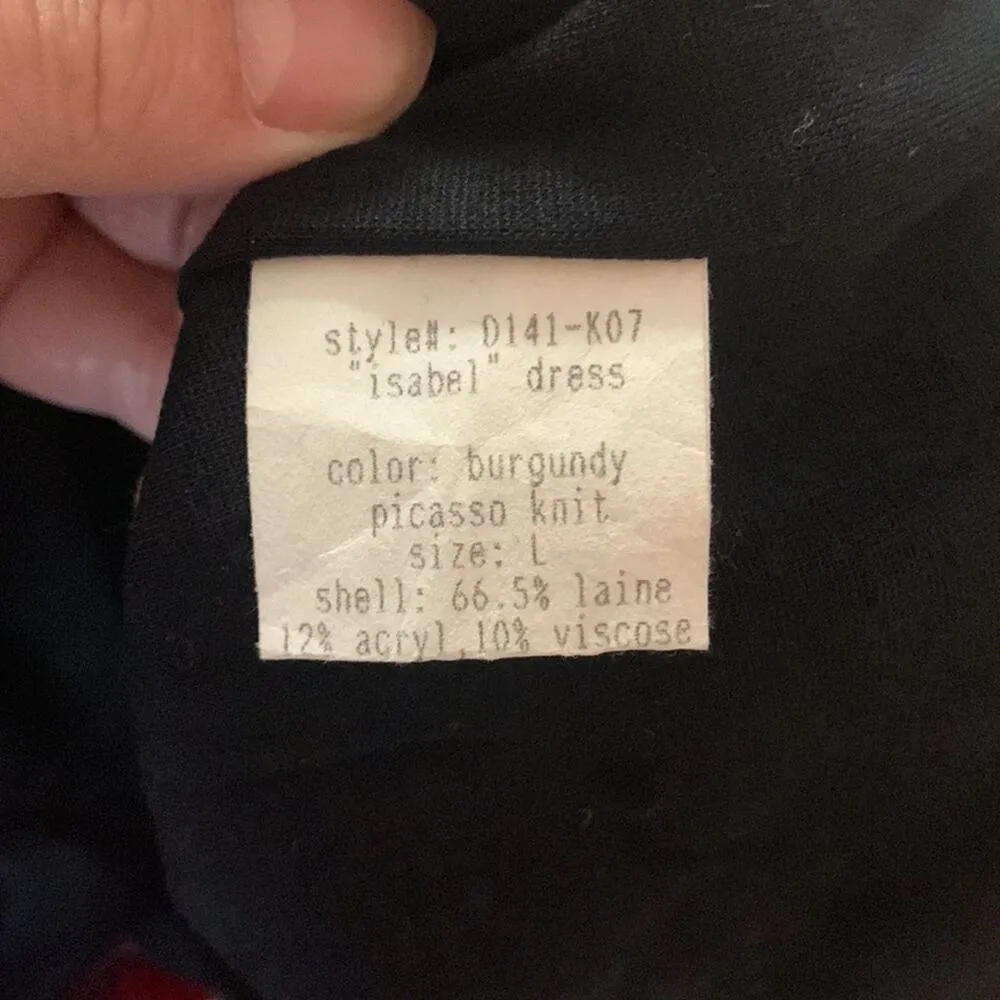 style#: D141-K07
"isabel" dress
color: burgundy
picasso knit
size: L
shell: 66.5% laine
12% acryl,10% viscose